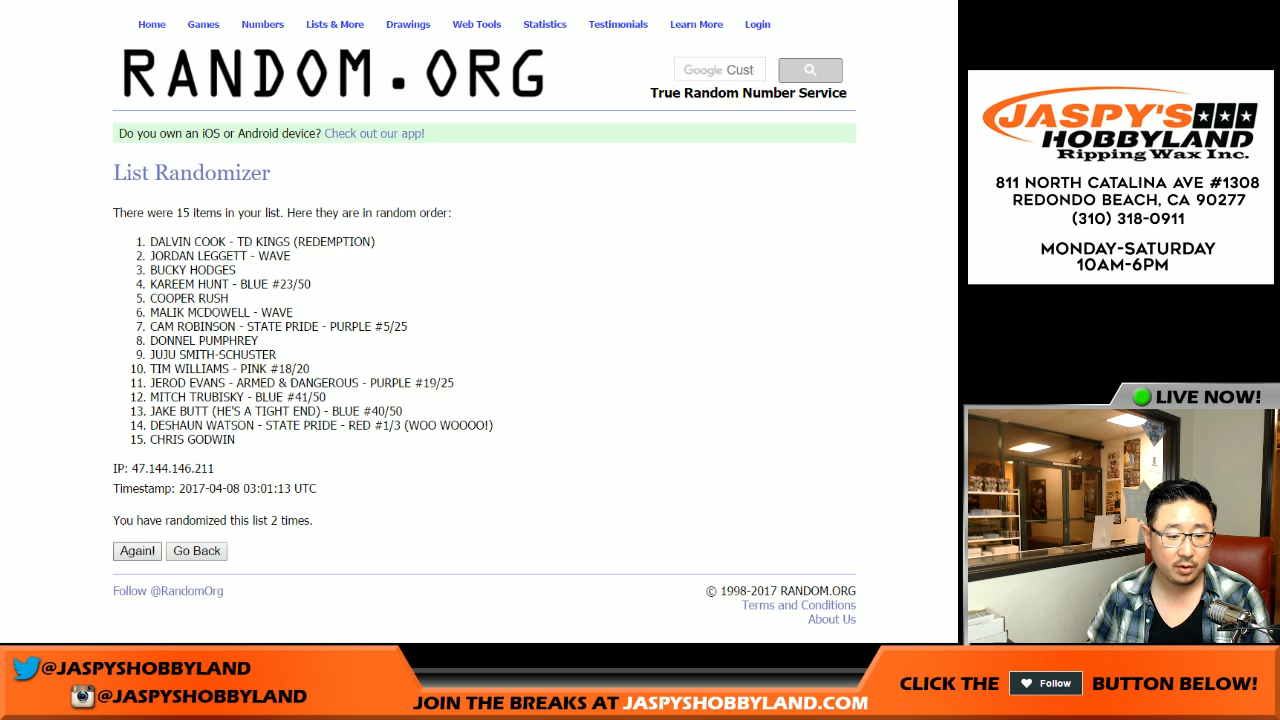 Home Games Numbers Lists & More Drawings Web Tools Statistics Testimonials Learn More Login
RANDOM.ORG
Google Cust
True Random Number Service
Do you own an iOS or Android device? Check out our app!
List Randomizer
There were 15 items in your list. Here they are in random order:
1. DALVIN COOK - TD KINGS (REDEMPTION)
2. JORDAN LEGGETT - WAVE
3. BUCKY HODGES
4. KAREEM HUNT - BLUE #23/50
5. COOPER RUSH
6. MALIK MCDOWELL - WAVE
7. CAM ROBINSON - STATE PRIDE - PURPLE #5/25
8. DONNEL PUMPHREY
9. JUJU SMITH-SCHUSTER
10. TIM WILLIAMS - PINK #18/20
11. JEROD EVANS - ARMED & DANGEROUS - PURPLE #19/25
12. MITCH TRUBISKY - BLUE #41/50
13. JAKE BUTT (HE'S A TIGHT END) - BLUE #40/50
14. DESHAUN WATSON - STATE PRIDE - RED #1/3 (WOO WOOOO!)
15. CHRIS GODWIN
IP: 47.144.146.211
Timestamp: 2017-04-08 03:01:13 UTC
You have randomized this list 2 times.
Again! Go Back
Follow @RandomOrg
© 1998-2017 RANDOM.ORG
Terms and Conditions
About Us
JASPY'S
HOBBYLAND
Ripping Wax Inc.
811 NORTH CATALINA AVE #1308
REDONDO BEACH, CA 90277
(310) 318-0911
MONDAY-SATURDAY
10AM-6PM
LIVE NOW!
@JASPYSHOBBYLAND
@JASPYSHOBBYLAND
JOIN THE BREAKS AT JASPYSHOBBYLAND.COM
CLICK THE Follow BUTTON BELOW!